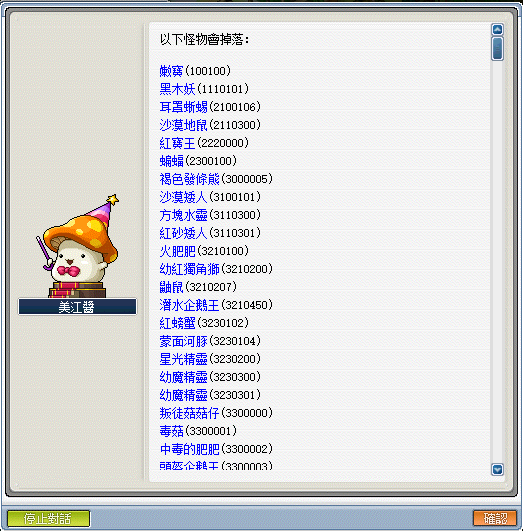 以下怪物會掉落:
嫩寶(100100)
黑木妖(1110101)
耳罩蜥蜴(2100106)
沙漠地鼠(2110300)
紅寶王(2220000)
蝙蝠(2300100)
褐色發條熊(3000005)
沙漠矮人(3100101)
方塊水靈(3110300)
紅砂矮人(3110301)
火肥肥(3210100)
幼紅獨角獅(3210200)
鼬鼠(3210207)
潛水企鵝王(3210450)
紅螃蟹(3230102)
蒙面河豚(3230104)
星光精靈(3230200)
幼魔精靈(3230300)
幼魔精靈(3230301)
叛徒菇菇仔(3300000)
毒菇(3300001)
中毒的肥肥(3300002)
頭盔企鵝王(3300003)
美江醬
停止對話
確認